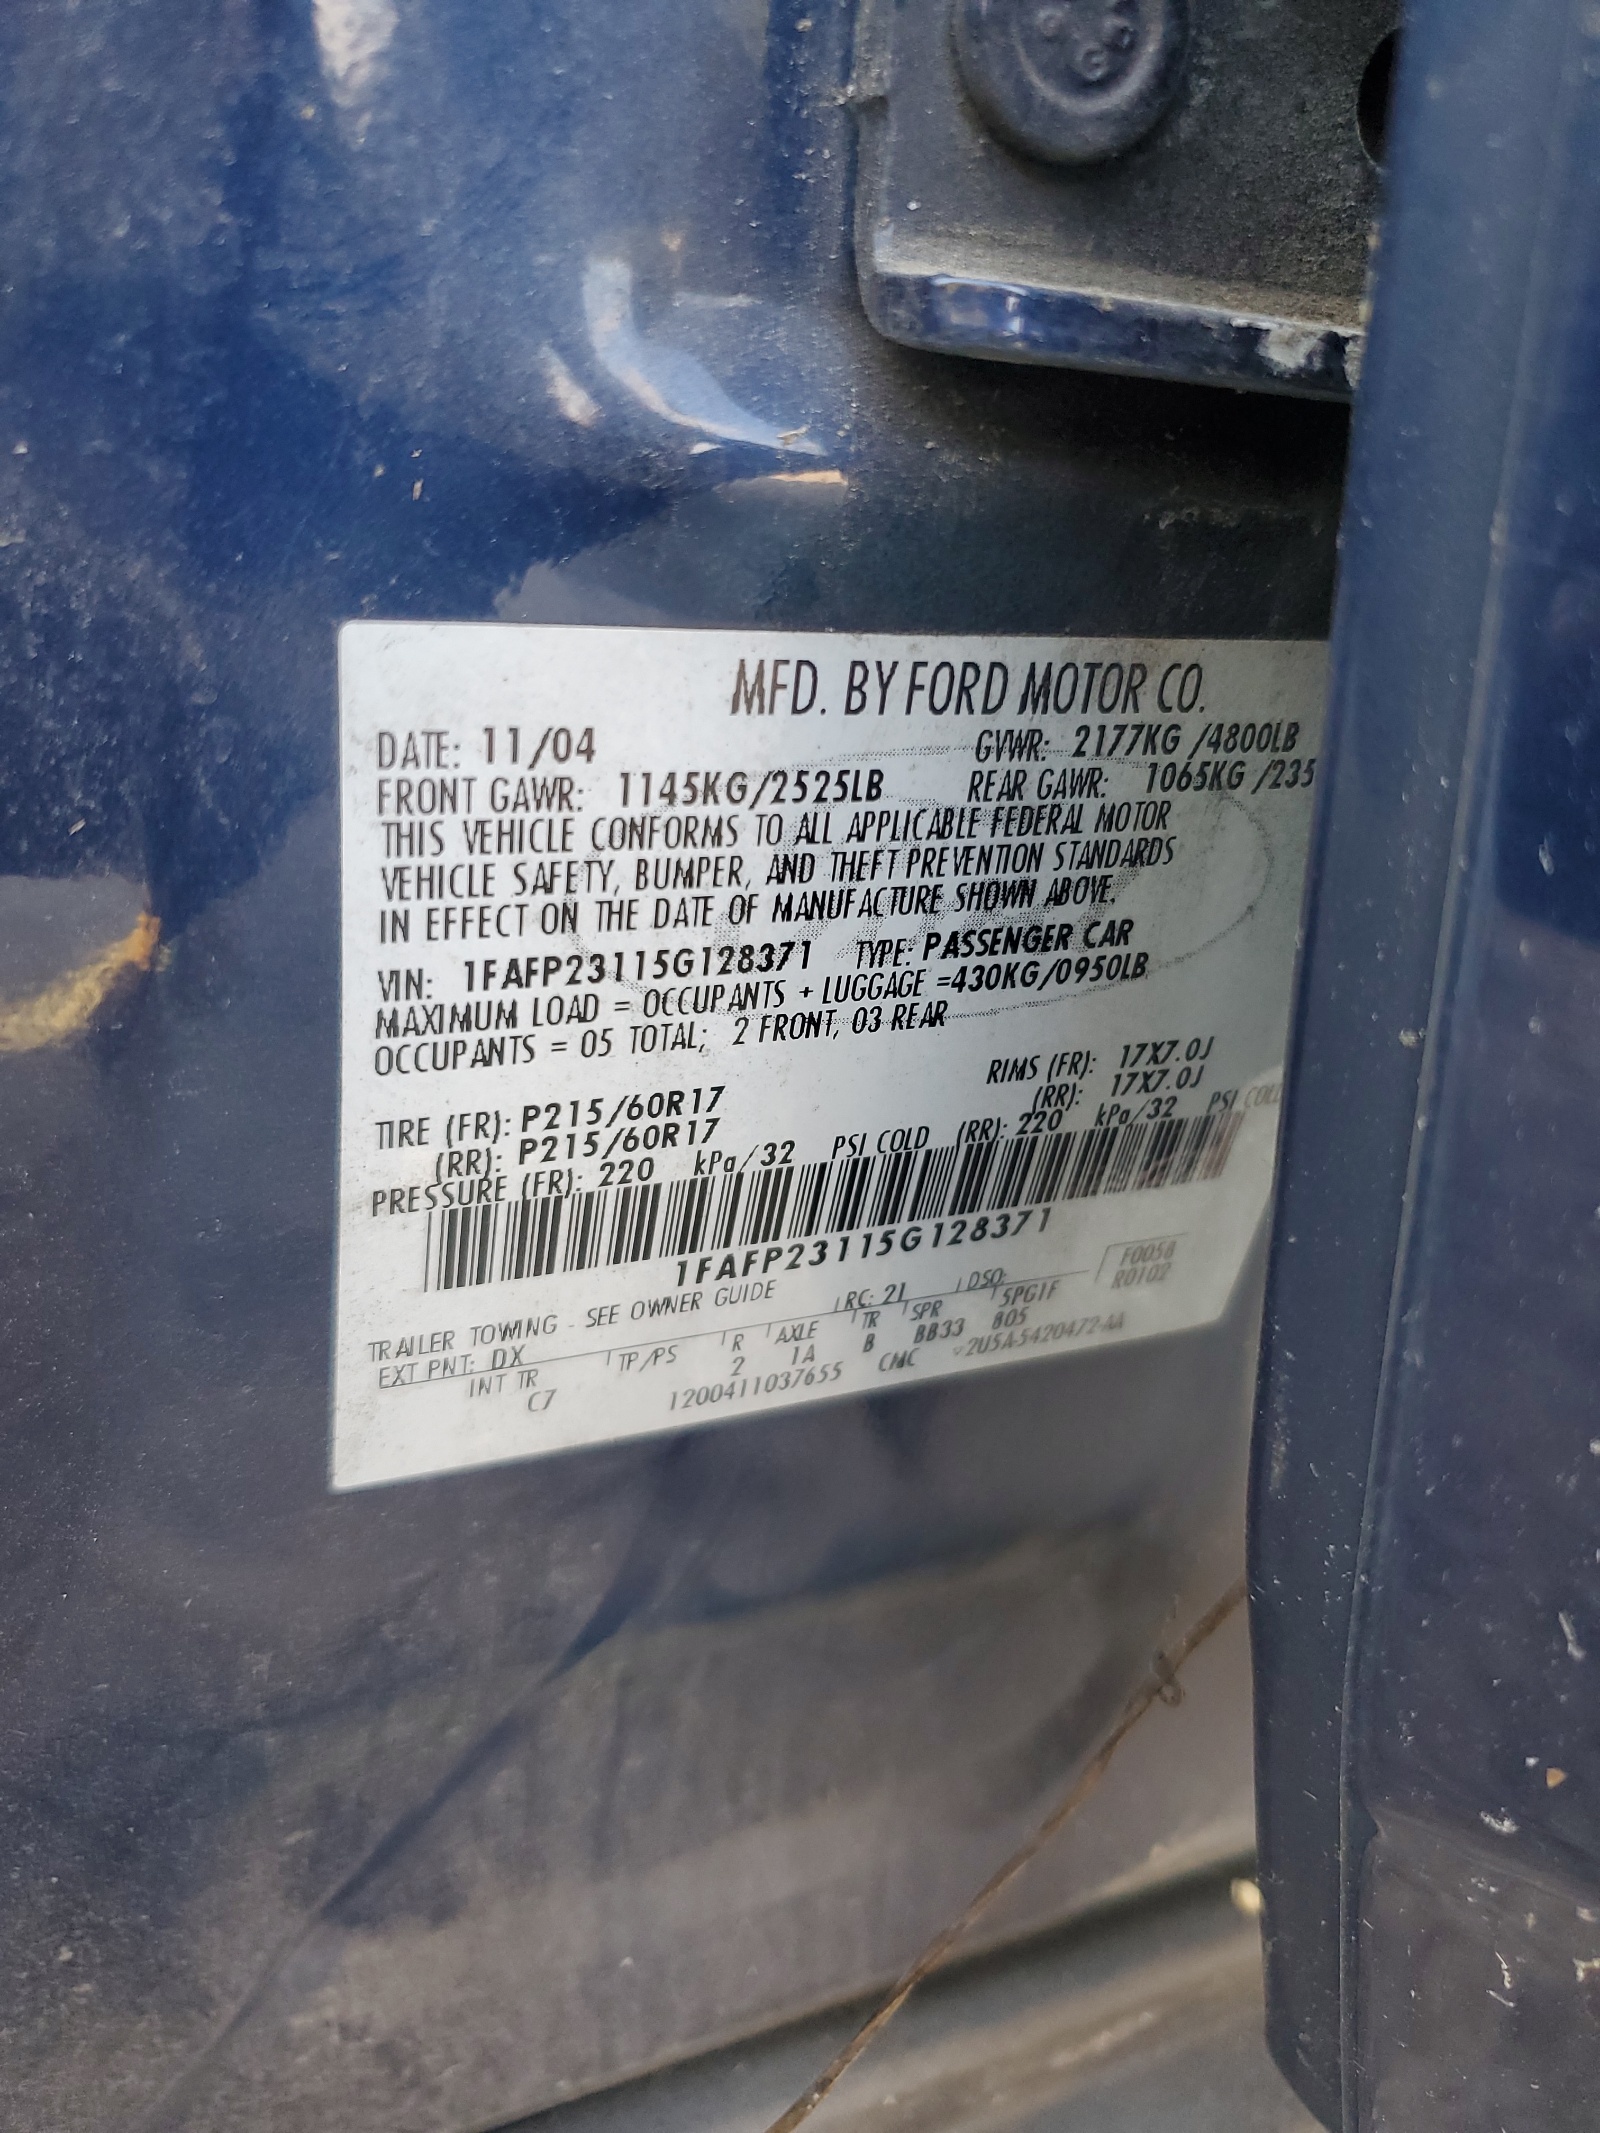 MFD. BY FORD MOTOR CO.
DATE: 11/04 GVWR: 2177KG /4800LB
FRONT GAWR: 1145KG/2525LB REAR GAWR: 1065KG /235
THIS VEHICLE CONFORMS TO ALL APPLICABLE FEDERAL MOTOR
VEHICLE SAFETY, BUMPER, AND THEFT PREVENTION STANDARDS
IN EFFECT ON THE DATE OF MANUFACTURE SHOWN ABOVE.
VIN: 1FAFP23115G128371 TYPE: PASSENGER CAR
MAXIMUM LOAD = OCCUPANTS + LUGGAGE =430KG/0950LB
OCCUPANTS = 05 TOTAL; 2 FRONT, 03 REAR
TIRE (FR): P215/60R17 RIMS (FR): 17X7.0J
(RR): P215/60R17 (RR): 17X7.0J
PRESSURE (FR): 220 kPa/32 PSI COLD (RR): 220 kPa/32 PSI COLD
1FAFP23115G128371
TRAILER TOWING - SEE OWNER GUIDE F0058
EXT PNT: DX RC: 21 DSO: R0102
INT TR TP/PS R AXLE TR SPR SPG1F
C7 2 1A B BB33 805
1200411037655 CMC 2U5A-5420472-AA